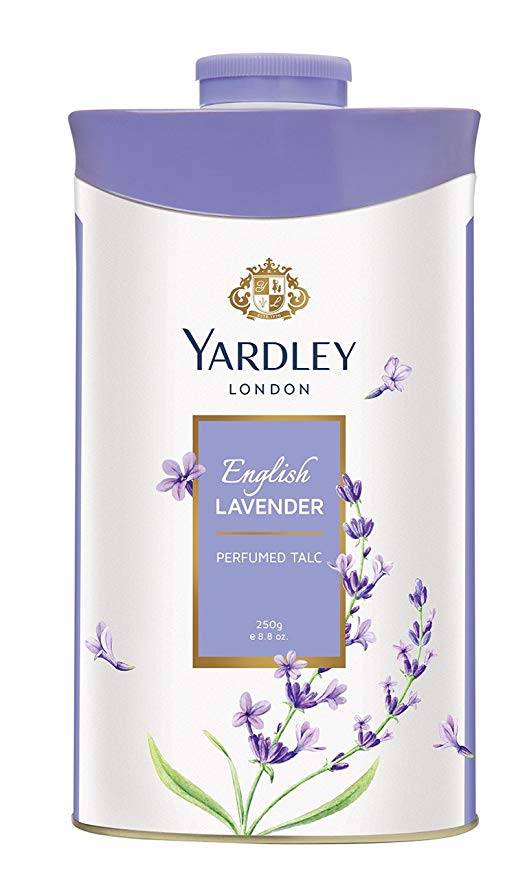 YARDLEY
LONDON
English
LAVENDER
PERFUMED TALC
250g
e 8.8 oz.